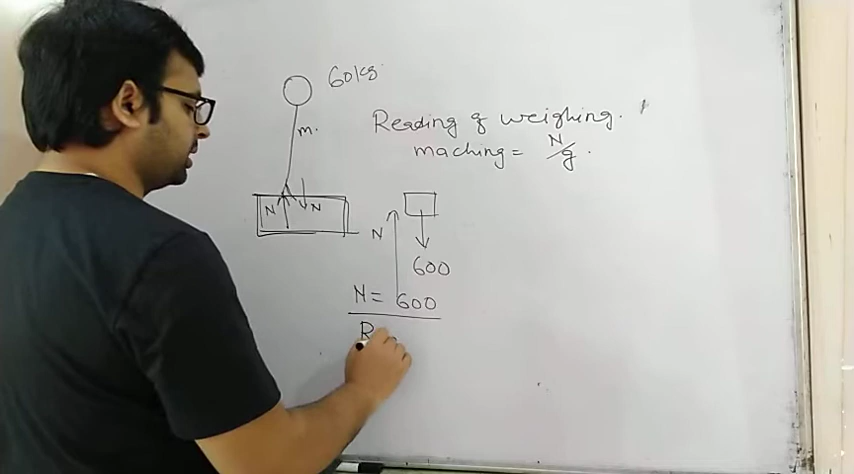 60kg.
m.
Reading of weighing.
maching = N/g.
N
N
N
600
N = 600
R